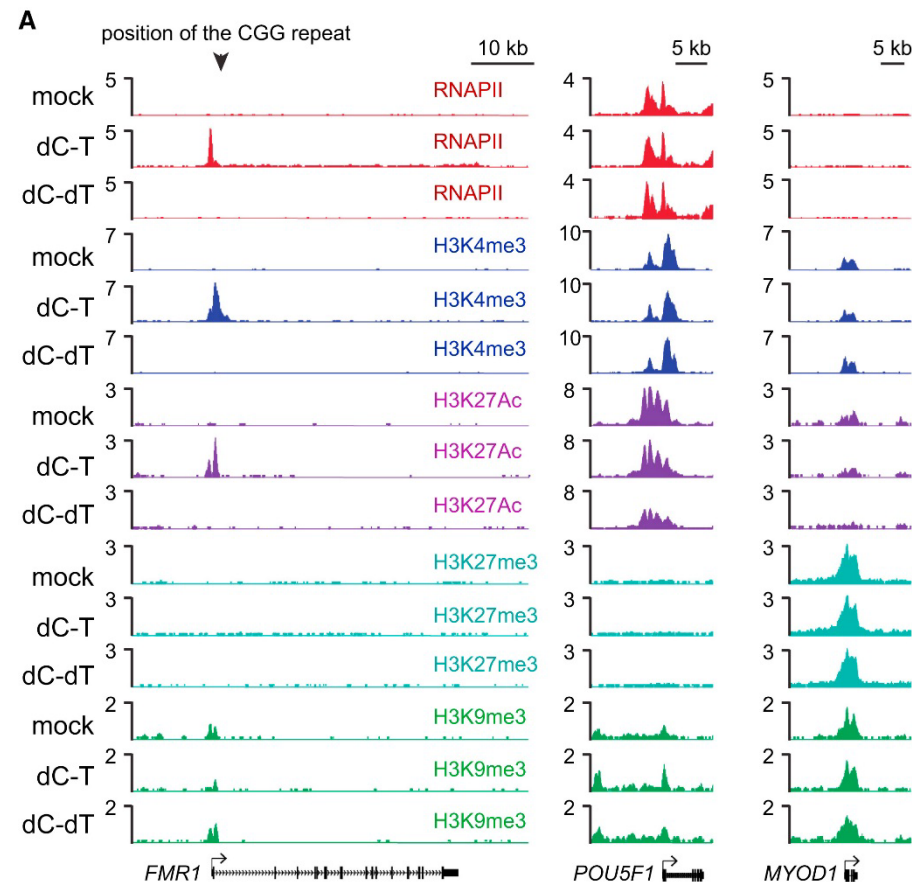 A
position of the CGG repeat
10 kb 5 kb 5 kb
mock 5 RNAPII 4 5
dC-T 5 RNAPII 4 5
dC-dT 5 RNAPII 4 5
mock 7 H3K4me3 10 7
dC-T 7 H3K4me3 10 7
dC-dT 7 H3K4me3 10 7
mock 3 H3K27Ac 8 3
dC-T 3 H3K27Ac 8 3
dC-dT 3 H3K27Ac 8 3
mock 3 H3K27me3 3 3
dC-T 3 H3K27me3 3 3
dC-dT 3 H3K27me3 3 3
mock 2 H3K9me3 2 2
dC-T 2 H3K9me3 2 2
dC-dT 2 H3K9me3 2 2
FMR1 POU5F1 MYOD1